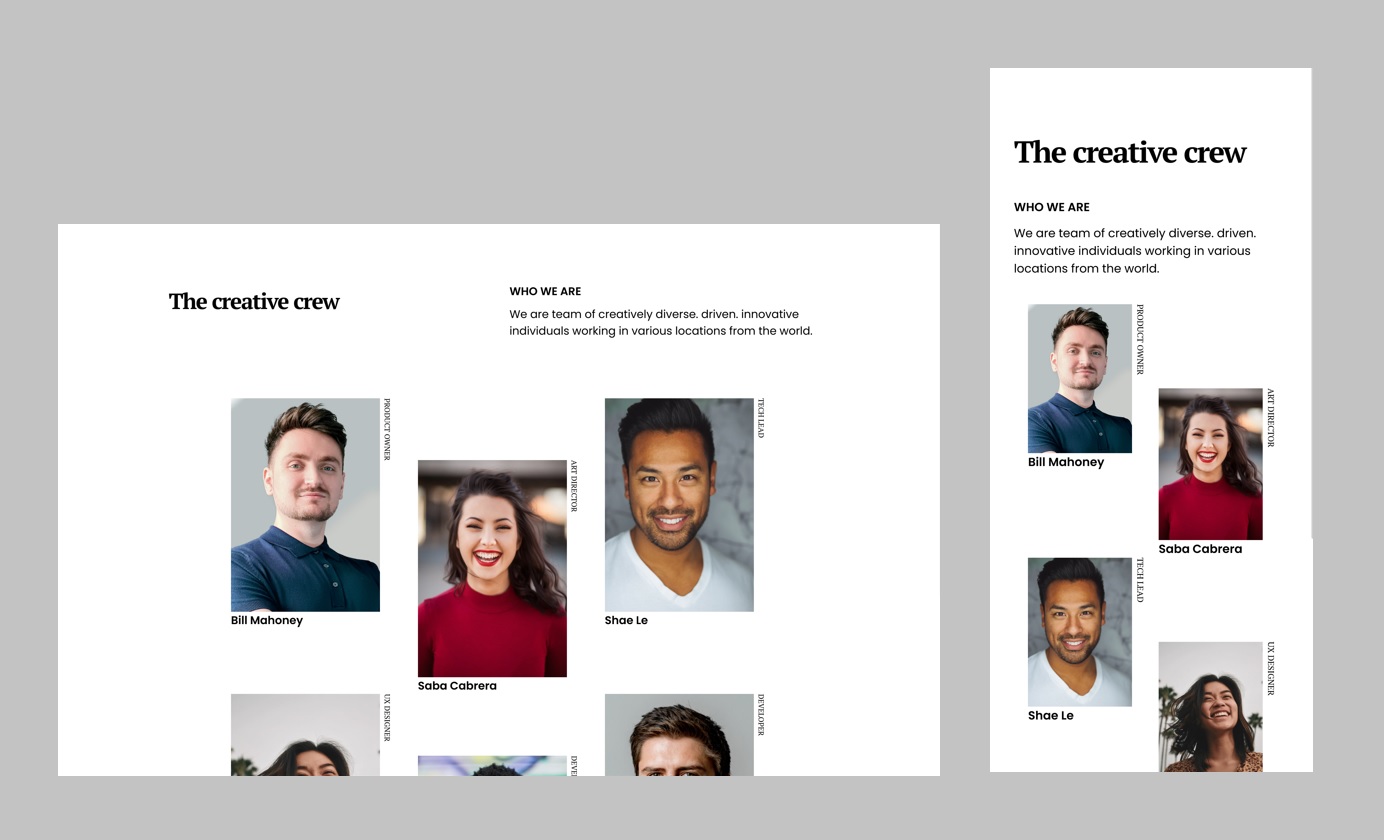 The creative crew
WHO WE ARE
We are team of creatively diverse. driven. innovative
individuals working in various locations from the world.
PRODUCT OWNER
Bill Mahoney
ART DIRECTOR
Saba Cabrera
TECH LEAD
Shae Le
UX DESIGNER
DEVE
DEVELOPER
The creative crew
WHO WE ARE
We are team of creatively diverse. driven.
innovative individuals working in various
locations from the world.
PRODUCT OWNER
Bill Mahoney
ART DIRECTOR
Saba Cabrera
TECH LEAD
Shae Le
UX DESIGNER